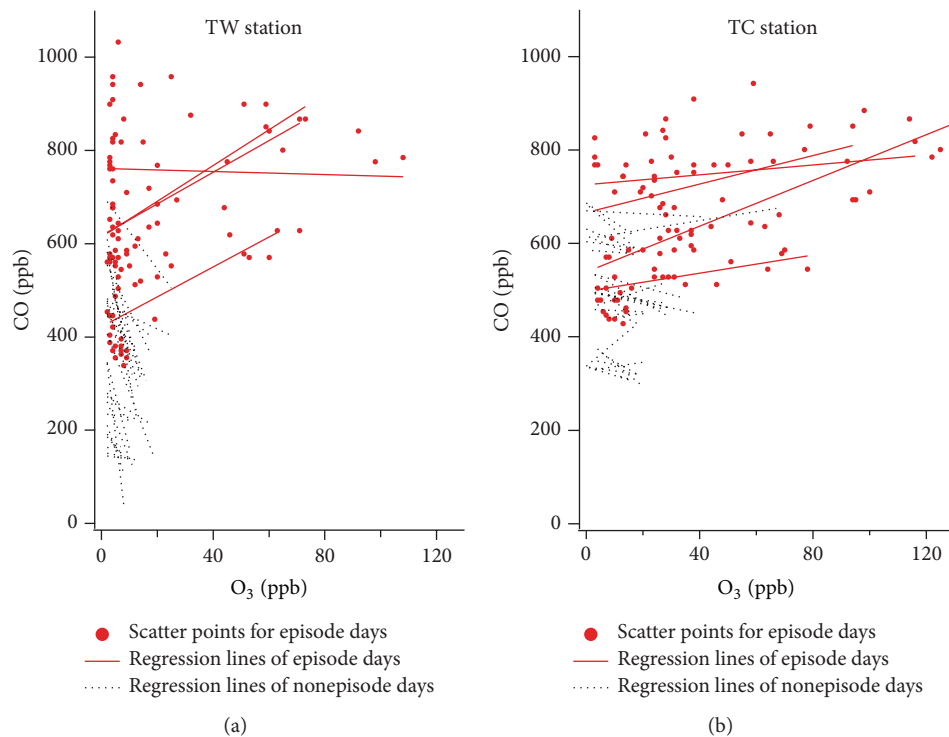 TW station
1000
800
600
400
200
0
CO (ppb)
0 40 80 120
O₃ (ppb)
Scatter points for episode days
Regression lines of episode days
Regression lines of nonepisode days
(a)
TC station
1000
800
600
400
200
0
CO (ppb)
0 40 80 120
O₃ (ppb)
Scatter points for episode days
Regression lines of episode days
Regression lines of nonepisode days
(b)